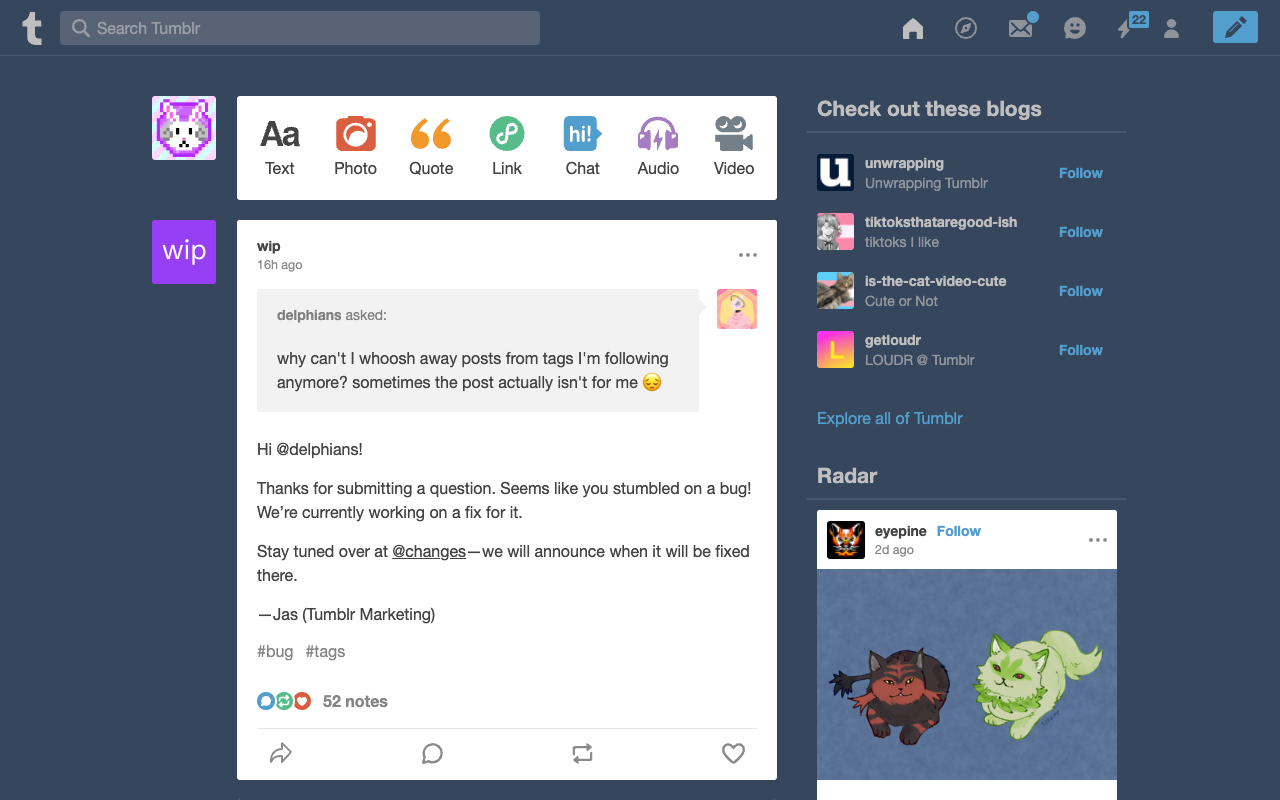 t
Search Tumblr
22
Aa
Text
Photo
Quote
Link
hi!
Chat
Audio
Video
wip
wip
16h ago
delphians asked:
why can't I whoosh away posts from tags I'm following
anymore? sometimes the post actually isn't for me 😔
Hi @delphians!
Thanks for submitting a question. Seems like you stumbled on a bug!
We’re currently working on a fix for it.
Stay tuned over at @changes—we will announce when it will be fixed
there.
—Jas (Tumblr Marketing)
#bug #tags
52 notes
Check out these blogs
u
unwrapping
Unwrapping Tumblr
Follow
tiktoksthataregood-ish
tiktoks I like
Follow
is-the-cat-video-cute
Cute or Not
Follow
L
getloudr
LOUDR @ Tumblr
Follow
Explore all of Tumblr
Radar
eyepine Follow
2d ago